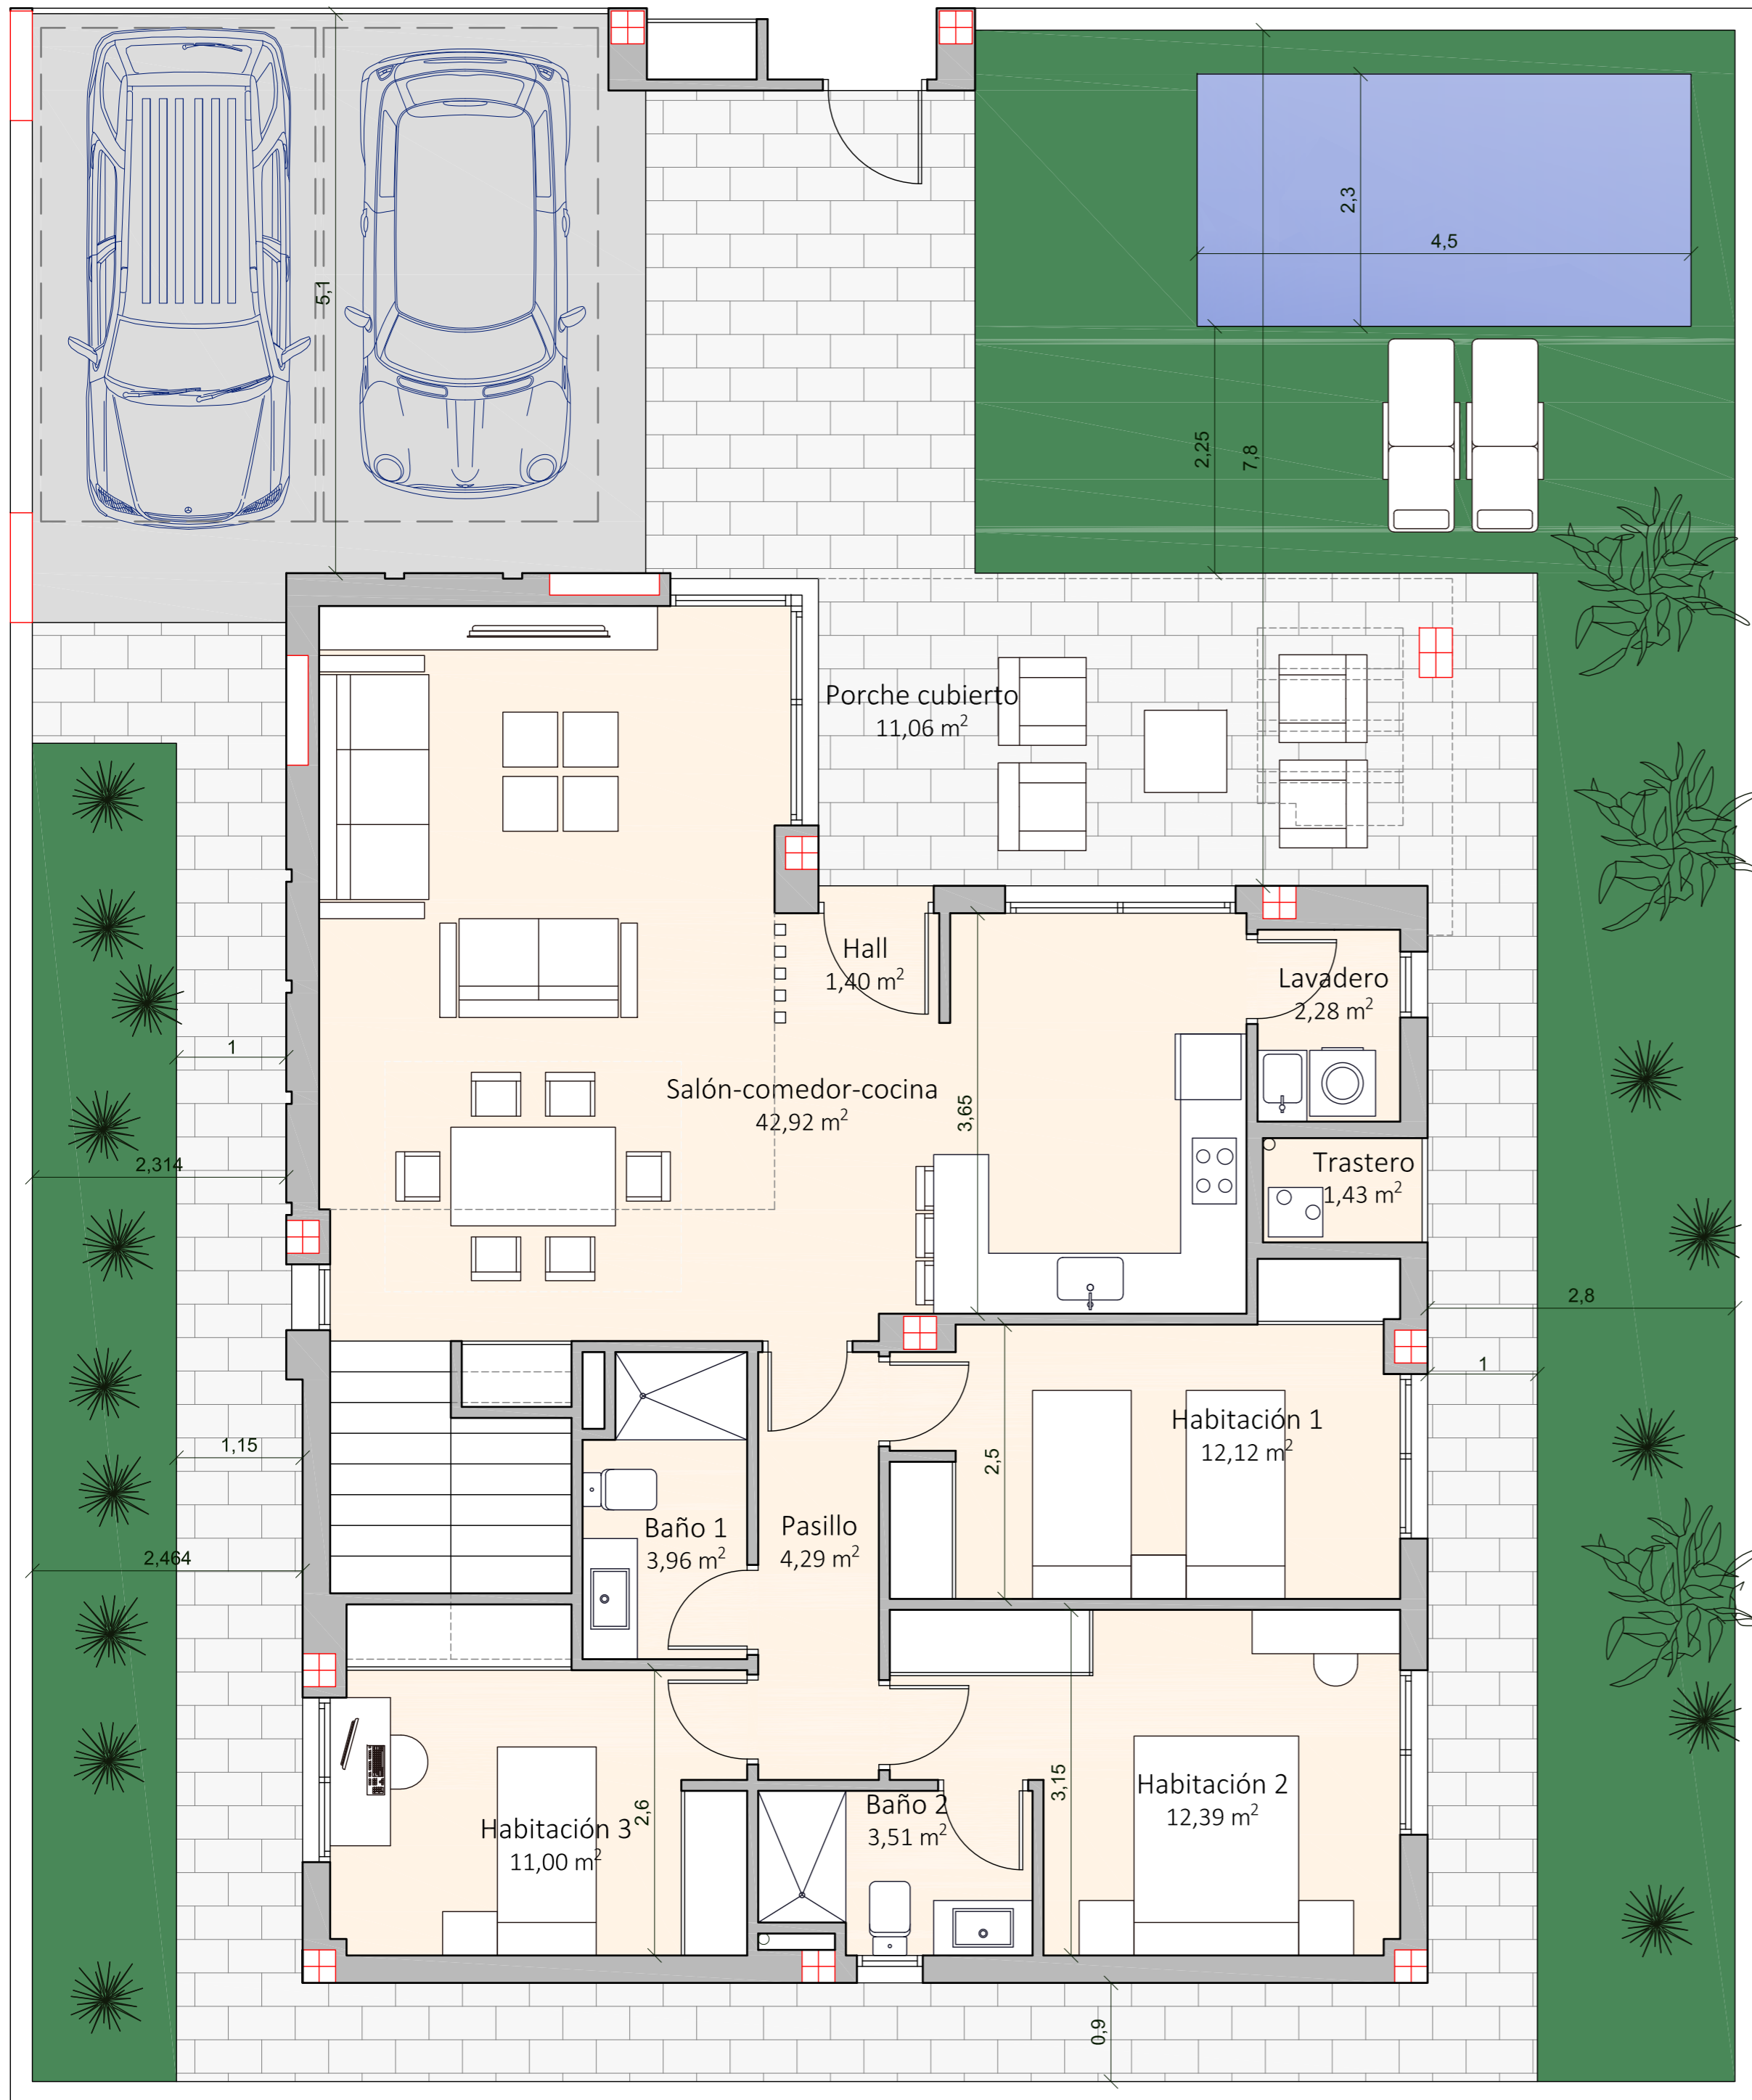 5,1
2,3
4,5
2,25
7,8
Porche cubierto
11,06 m²
Hall
1,40 m²
Lavadero
2,28 m²
1
Salón-comedor-cocina
42,92 m²
3,65
2,314
Trastero
1,43 m²
2,8
1
Habitación 1
12,12 m²
2,5
1,15
Baño 1
3,96 m²
Pasillo
4,29 m²
2,464
Habitación 2
12,39 m²
3,15
Baño 2
3,51 m²
Habitación 3
11,00 m²
2,6
0,9